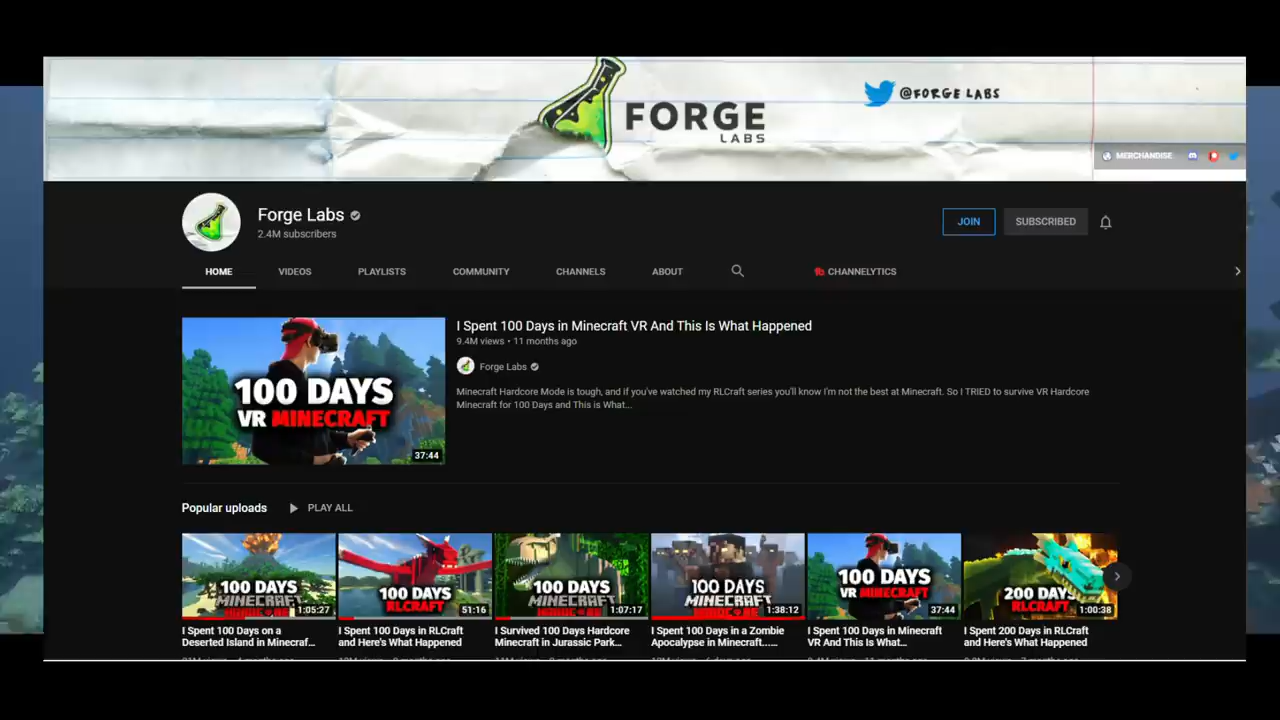 FORGE
LABS
@FORGE LABS
MERCHANDISE
Forge Labs
2.4M subscribers
JOIN
SUBSCRIBED
HOME
VIDEOS
PLAYLISTS
COMMUNITY
CHANNELS
ABOUT
CHANNELYTICS
100 DAYS
VR MINECRAFT
37:44
I Spent 100 Days in Minecraft VR And This Is What Happened
9.4M views • 11 months ago
Forge Labs
Minecraft Hardcore Mode is tough, and if you've watched my RLCraft series you'll know I'm not the best at Minecraft. So I TRIED to survive VR Hardcore
Minecraft for 100 Days and This is What...
Popular uploads
PLAY ALL
100 DAYS
MINECRAFT
HARDCORE
1:05:27
I Spent 100 Days on a
Deserted Island in Minecraf...
100 DAYS
RLCRAFT
51:16
I Spent 100 Days in RLCraft
and Here's What Happened
100 DAYS
MINECRAFT
HARDCORE
1:07:17
I Survived 100 Days Hardcore
Minecraft in Jurassic Park...
100 DAYS
MINECRAFT
HARDCORE
1:38:12
I Spent 100 Days in a Zombie
Apocalypse in Minecraft.....
100 DAYS
VR MINECRAFT
37:44
I Spent 100 Days in Minecraft
VR And This Is What...
200 DAYS
RLCRAFT
1:00:38
I Spent 200 Days in RLCraft
and Here's What Happened